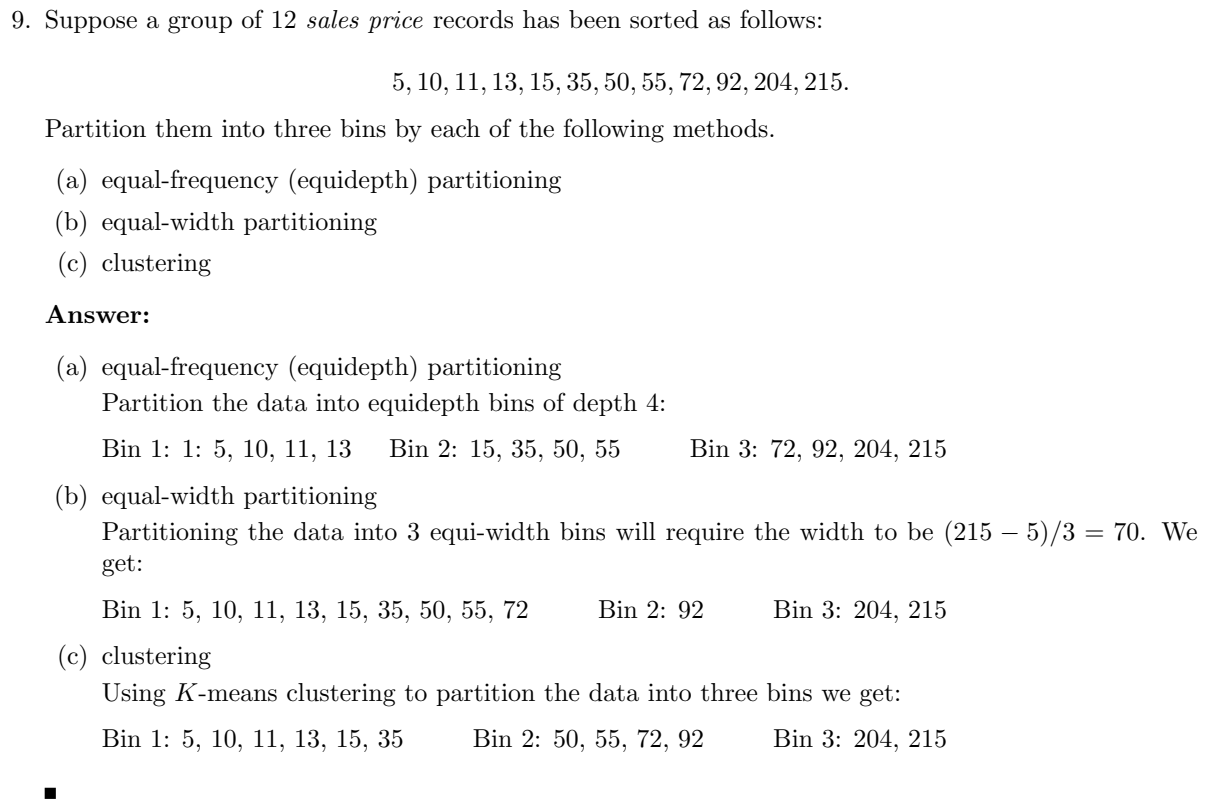 9. Suppose a group of 12 sales price records has been sorted as follows:
5, 10, 11, 13, 15, 35, 50, 55, 72, 92, 204, 215.
Partition them into three bins by each of the following methods.
(a) equal-frequency (equidepth) partitioning
(b) equal-width partitioning
(c) clustering
Answer:
(a) equal-frequency (equidepth) partitioning
Partition the data into equidepth bins of depth 4:
Bin 1: 1: 5, 10, 11, 13 Bin 2: 15, 35, 50, 55 Bin 3: 72, 92, 204, 215
(b) equal-width partitioning
Partitioning the data into 3 equi-width bins will require the width to be (215 − 5)/3 = 70. We
get:
Bin 1: 5, 10, 11, 13, 15, 35, 50, 55, 72 Bin 2: 92 Bin 3: 204, 215
(c) clustering
Using K-means clustering to partition the data into three bins we get:
Bin 1: 5, 10, 11, 13, 15, 35 Bin 2: 50, 55, 72, 92 Bin 3: 204, 215